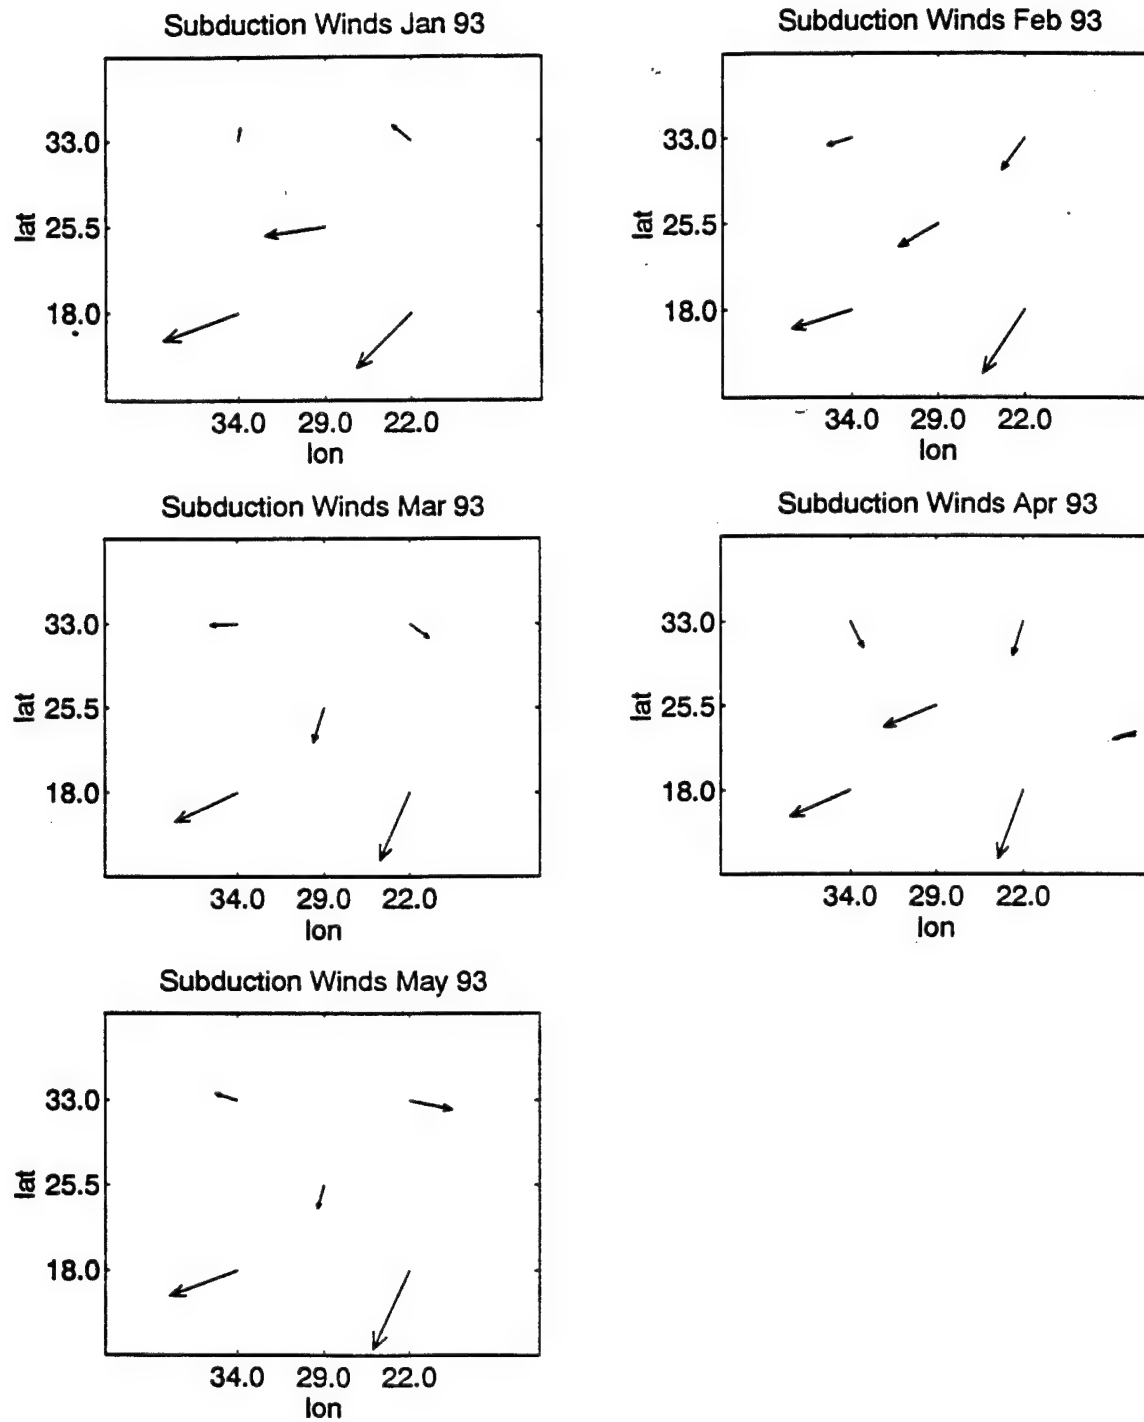 Subduction Winds Jan 93
33.0
25.5
18.0
lat
34.0 29.0 22.0
lon
Subduction Winds Feb 93
33.0
25.5
18.0
lat
34.0 29.0 22.0
lon
Subduction Winds Mar 93
33.0
25.5
18.0
lat
34.0 29.0 22.0
lon
Subduction Winds Apr 93
33.0
25.5
18.0
lat
34.0 29.0 22.0
lon
Subduction Winds May 93
33.0
25.5
18.0
lat
34.0 29.0 22.0
lon